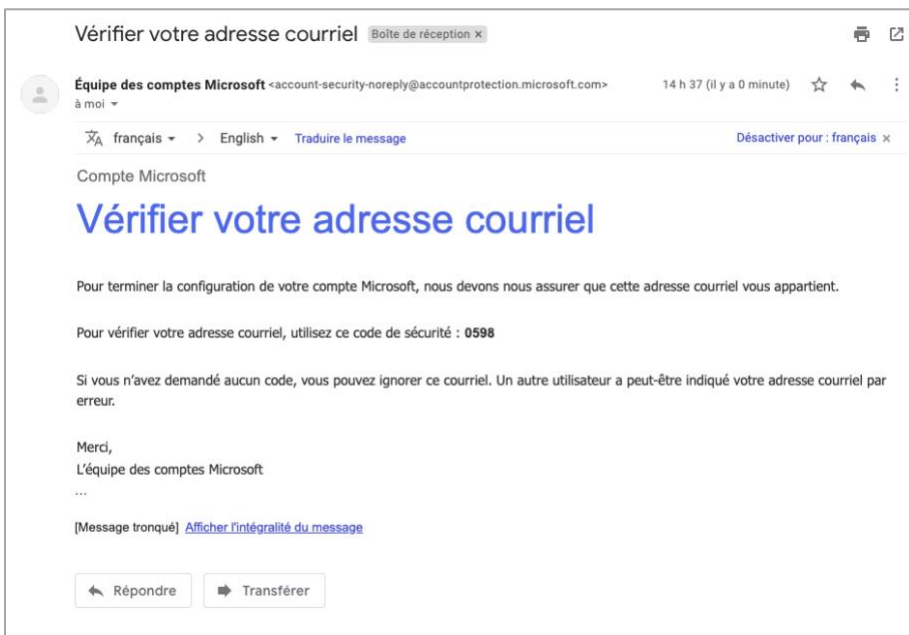 Vérifier votre adresse courriel Boîte de réception ×
Équipe des comptes Microsoft <account-security-noreply@accountprotection.microsoft.com> 14 h 37 (il y a 0 minute)
à moi
français > English Traduire le message Désactiver pour : français ×
Compte Microsoft
Vérifier votre adresse courriel
Pour terminer la configuration de votre compte Microsoft, nous devons nous assurer que cette adresse courriel vous appartient.
Pour vérifier votre adresse courriel, utilisez ce code de sécurité : 0598
Si vous n’avez demandé aucun code, vous pouvez ignorer ce courriel. Un autre utilisateur a peut-être indiqué votre adresse courriel par
erreur.
Merci,
L’équipe des comptes Microsoft
...
[Message tronqué] Afficher l'intégralité du message
Répondre Transférer